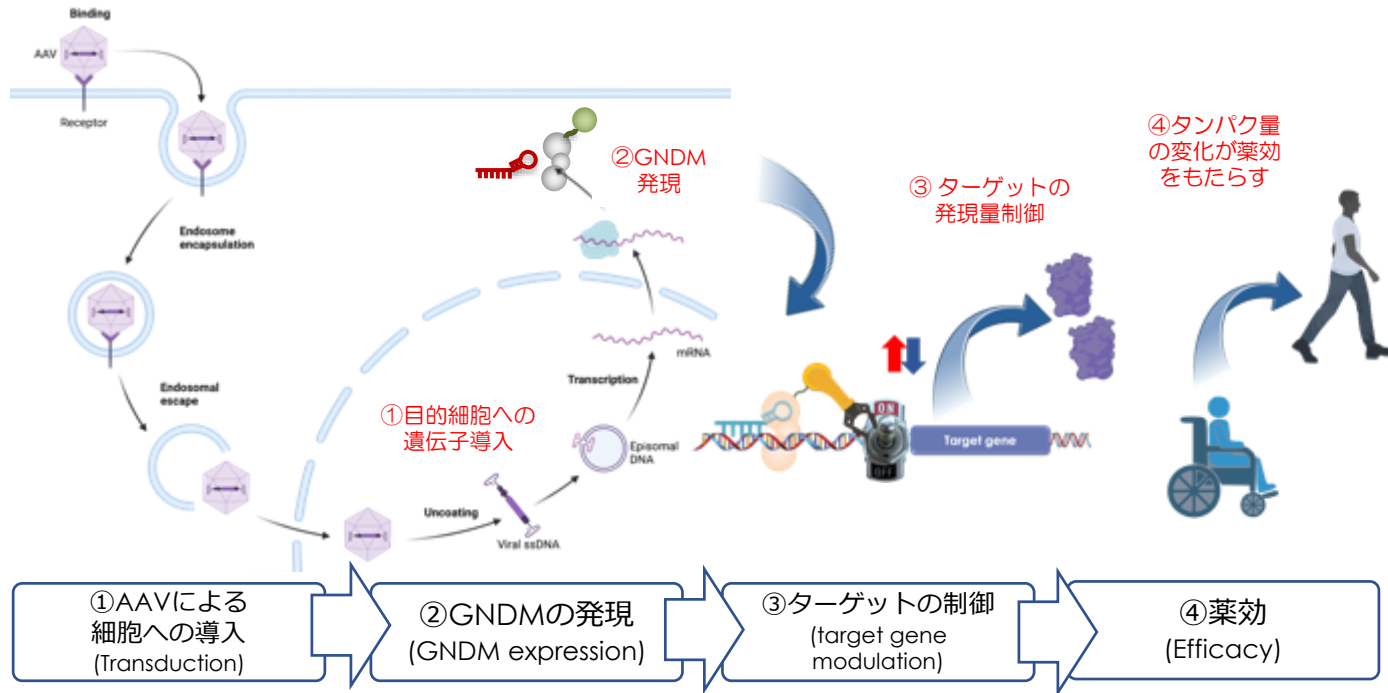 Binding
AAV
Receptor
Endosome
encapsulation
Endosomal
escape
Uncoating
Viral ssDNA
Episomal
DNA
Transcription
mRNA
①目的細胞への
遺伝子導入
②GNDM
発現
③ ターゲットの
発現量制御
ON
OFF
Target gene
④タンパク量
の変化が薬効
をもたらす
①AAVによる
細胞への導入
(Transduction)
②GNDMの発現
(GNDM expression)
③ターゲットの制御
(target gene
modulation)
④薬効
(Efficacy)